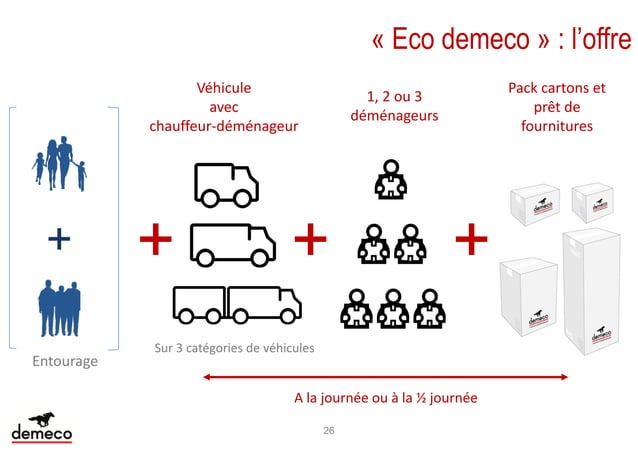 « Eco demeco » : l’offre
Véhicule
avec
chauffeur-déménageur
1, 2 ou 3
déménageurs
Pack cartons et
prêt de
fournitures
+
+
+
+
demeco
demeco
demeco
demeco
Entourage
Sur 3 catégories de véhicules
A la journée ou à la ½ journée
demeco
26